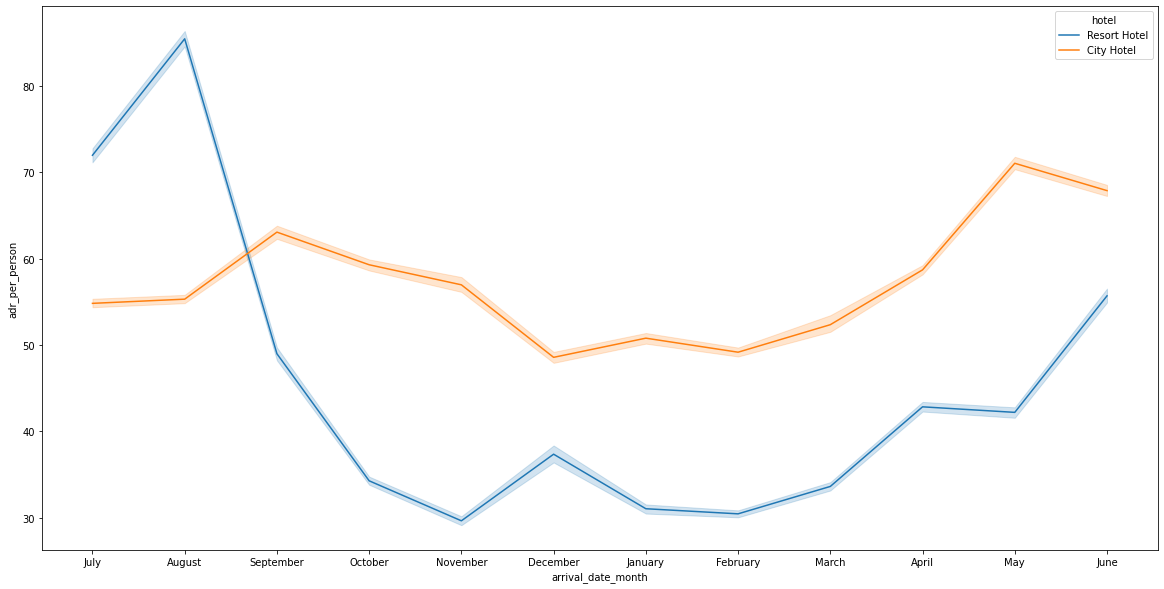 hotel
Resort Hotel
City Hotel
adr_per_person
80
70
60
50
40
30
July August September October November December January February March April May June
arrival_date_month